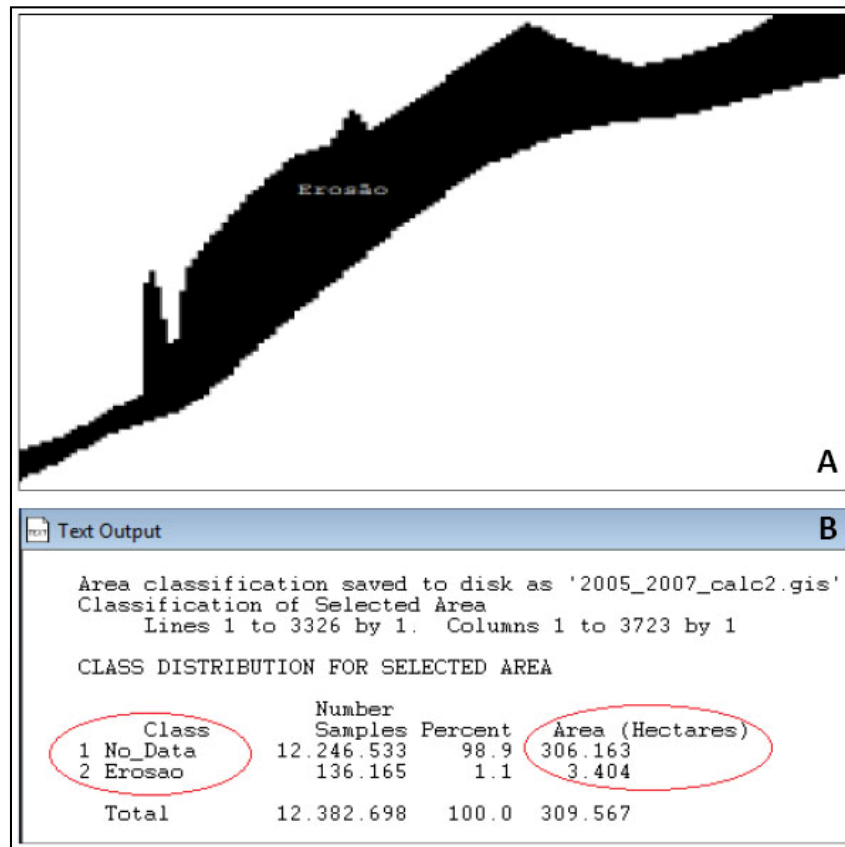 Erosão
A
Text Output
B
Area classification saved to disk as '2005_2007_calc2.gis'
Classification of Selected Area
Lines 1 to 3326 by 1. Columns 1 to 3723 by 1
CLASS DISTRIBUTION FOR SELECTED AREA
Number
Class Samples Percent Area (Hectares)
1 No_Data 12.246.533 98.9 306.163
2 Erosao 136.165 1.1 3.404
Total 12.382.698 100.0 309.567